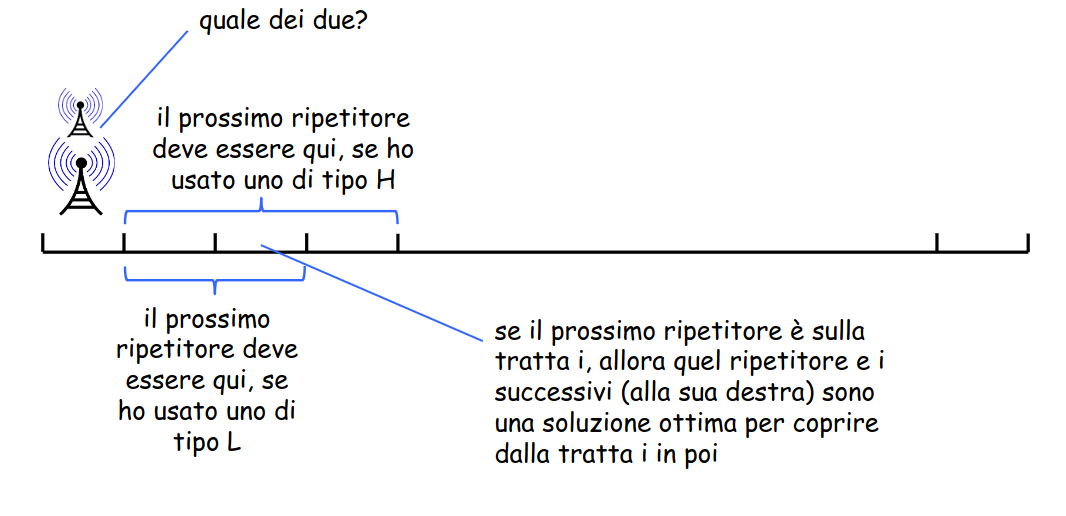 quale dei due?
il prossimo ripetitore
deve essere qui, se ho
usato uno di tipo H
il prossimo
ripetitore deve
essere qui, se
ho usato uno di
tipo L
se il prossimo ripetitore è sulla
tratta i, allora quel ripetitore e i
successivi (alla sua destra) sono
una soluzione ottima per coprire
dalla tratta i in poi